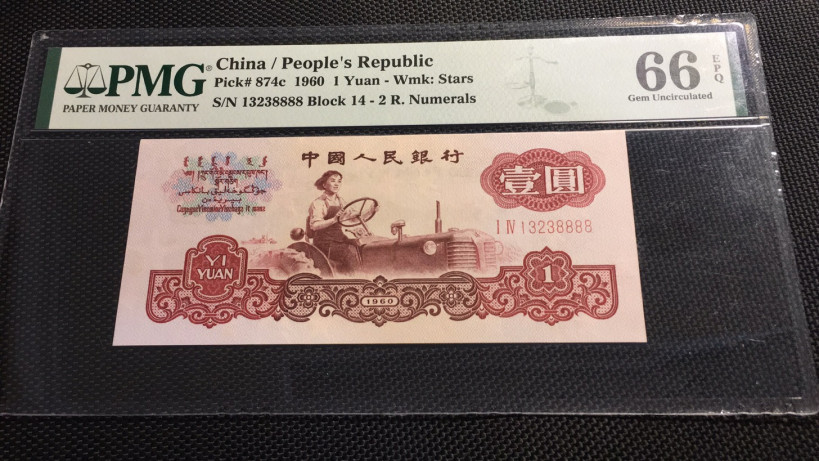 PMG
PAPER MONEY GUARANTY
China / People's Republic
Pick# 874c 1960 1 Yuan - Wmk: Stars
S/N 13238888 Block 14 - 2 R. Numerals
66 EPQ
Gem Uncirculated
中國人民銀行
壹圓
I IV 13238888
YI
YUAN
1960
1